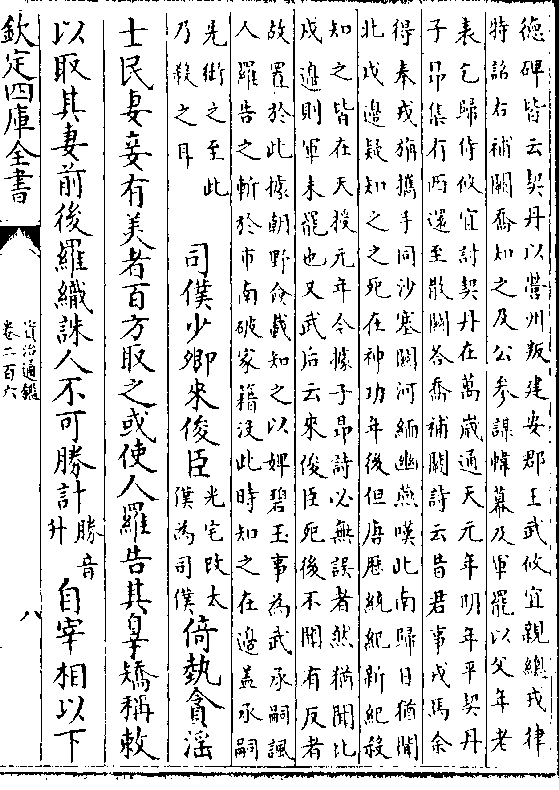 德碑皆云契丹以營州叛建安郡王武攸宜親總戎律
特詔右補闕喬知之及公參謀幃幕及軍罷以父年老
表乞歸侍攸宜討契丹在萬歲通天元年明年平契丹
子昂集有西還至散關荅喬補闕詩云昔君事戎馬余
得奉戎旃攜手同沙塞關河緬幽燕嘆此南歸日猶聞
北戍邊疑知之之死在神功年後但唐歷統紀新紀殺
知之皆在天授元年今據子昂詩必無誤者然猶聞北
戍邊則軍未罷也又武后云來俊臣死後不聞有反者
故置於此據朝野僉載知之以婢碧玉事為武承嗣諷
人羅告之斬於市南破家籍没此時知之在邊蓋承嗣
先銜之至此
乃殺之耳
司僕少卿來俊臣光宅改太僕為司僕倚埶貪淫
士民妻妾有美者百方取之或使人羅告其辠矯稱敕
以取其妻前後羅織誅人不可勝計勝音升自宰相以下
欽定四庫全書
資治通鑑
卷二百六
八